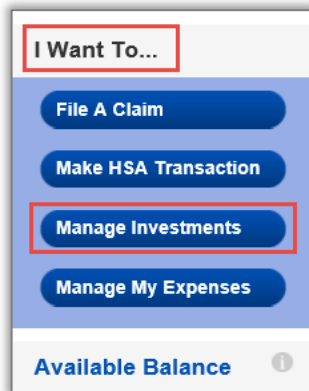 I Want To...
File A Claim
Make HSA Transaction
Manage Investments
Manage My Expenses
Available Balance